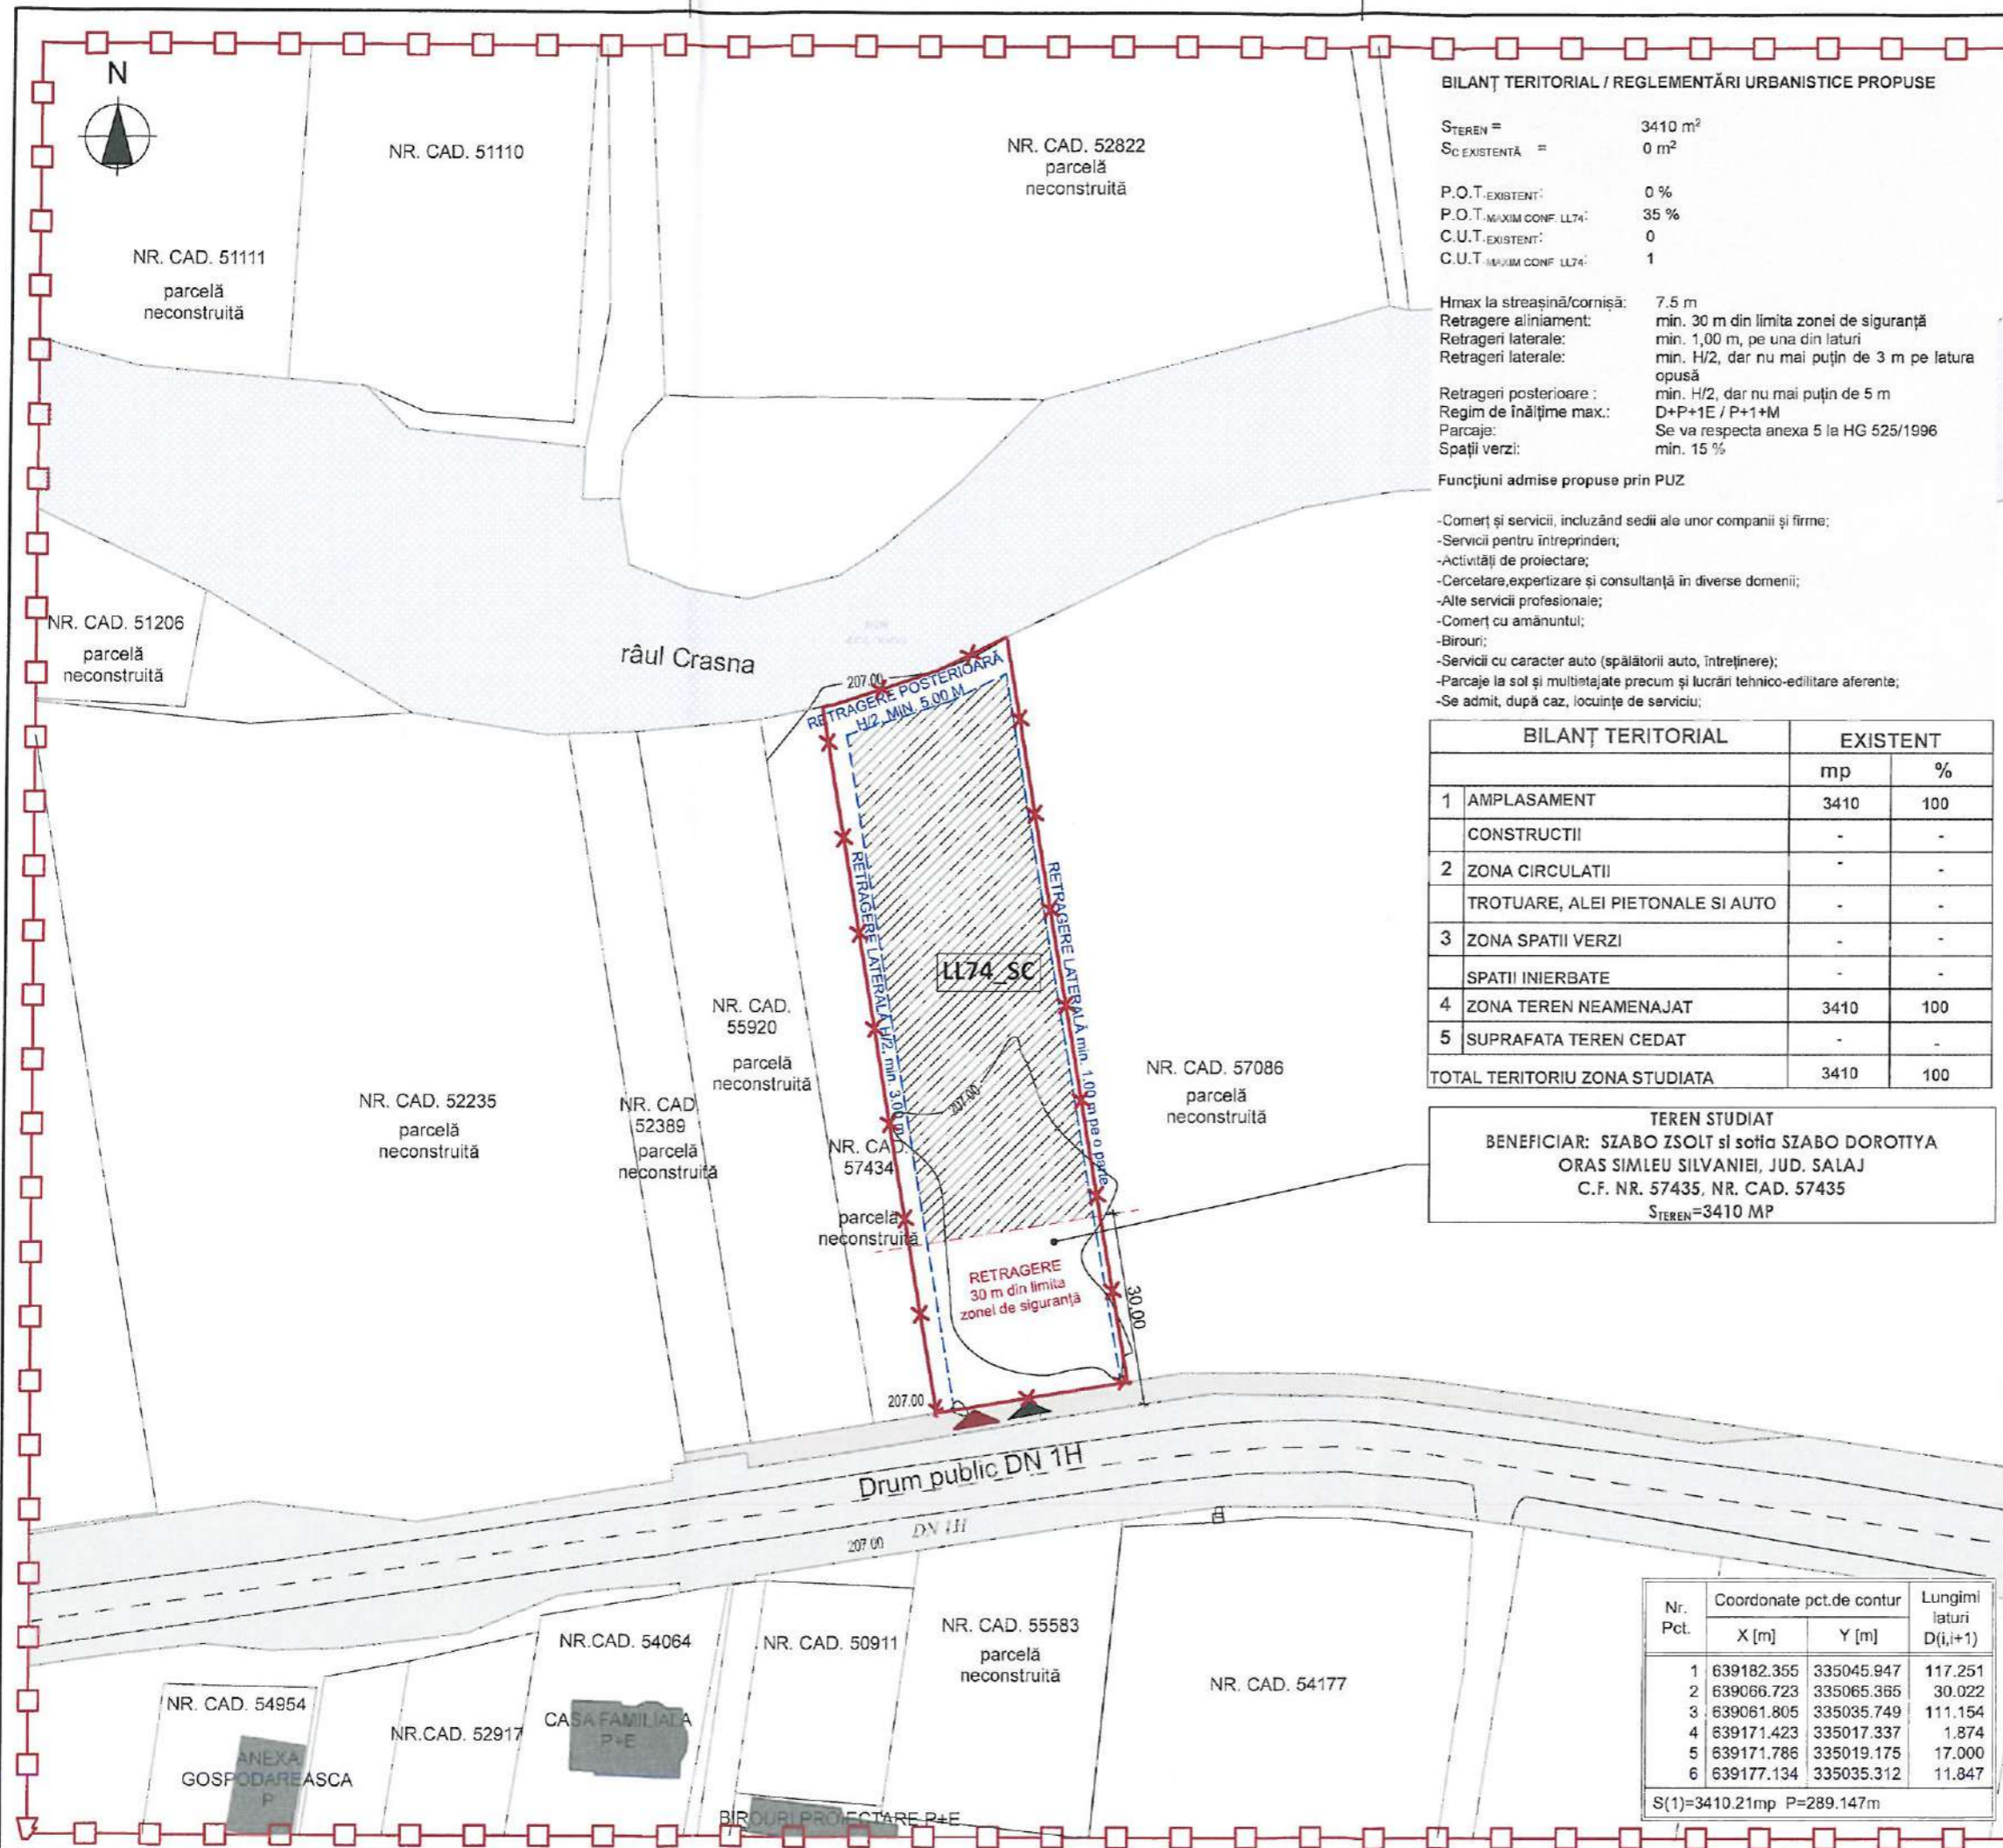 N
NR. CAD. 51110
NR. CAD. 52822
parcelă
neconstruită
NR. CAD. 51111
parcelă
neconstruită
NR. CAD. 51206
parcelă
neconstruită
râul Crasna
207.00
RETRAGERE POSTERIOARĂ
H/2, MIN. 5.00 M
RETRAGERE LATERALĂ H/2, min. 3.00 m
RETRAGERE LATERALĂ min. 1.00 m pe o parte
LL74_SC
207.00
NR. CAD. 52235
parcelă
neconstruită
NR. CAD.
52389
parcelă
neconstruită
NR. CAD.
55920
parcelă
neconstruită
NR. CAD.
57434
parcelă
neconstruită
NR. CAD. 57086
parcelă
neconstruită
RETRAGERE
30 m din limita
zonei de siguranță
30.00
207.00
Drum public DN 1H
DN 1H
207.00
NR. CAD. 54954
ANEXA
GOSPODAREASCA
P
NR.CAD. 52917
NR.CAD. 54064
CASA FAMILIALA
P+E
NR. CAD. 50911
BIROURI PROIECTARE P+E
NR. CAD. 55583
parcelă
neconstruită
NR. CAD. 54177
BILANȚ TERITORIAL / REGLEMENTĂRI URBANISTICE PROPUSE
STEREN = 3410 m²
SC EXISTENTĂ = 0 m²
P.O.T.EXISTENT: 0 %
P.O.T.MAXIM CONF. LL74: 35 %
C.U.T.EXISTENT: 0
C.U.T.MAXIM CONF. LL74: 1
Hmax la streașină/cornișă: 7.5 m
Retragere aliniament: min. 30 m din limita zonei de siguranță
Retrageri laterale: min. 1,00 m, pe una din laturi
Retrageri laterale: min. H/2, dar nu mai puțin de 3 m pe latura
opusă
Retrageri posterioare : min. H/2, dar nu mai puțin de 5 m
Regim de înălțime max.: D+P+1E / P+1+M
Parcaje: Se va respecta anexa 5 la HG 525/1996
Spații verzi: min. 15 %
Funcțiuni admise propuse prin PUZ
-Comerț și servicii, incluzând sedii ale unor companii și firme;
-Servicii pentru întreprinderi;
-Activități de proiectare;
-Cercetare,expertizare și consultanță în diverse domenii;
-Alte servicii profesionale;
-Comerț cu amănuntul;
-Birouri;
-Servicii cu caracter auto (spălătorii auto, întreținere);
-Parcaje la sol și multietajate precum și lucrări tehnico-edilitare aferente;
-Se admit, după caz, locuințe de serviciu;
BILANȚ TERITORIAL EXISTENT
mp %
1 AMPLASAMENT 3410 100
CONSTRUCTII - -
2 ZONA CIRCULATII - -
TROTUARE, ALEI PIETONALE SI AUTO - -
3 ZONA SPATII VERZI - -
SPATII INIERBATE - -
4 ZONA TEREN NEAMENAJAT 3410 100
5 SUPRAFATA TEREN CEDAT - -
TOTAL TERITORIU ZONA STUDIATA 3410 100
TEREN STUDIAT
BENEFICIAR: SZABO ZSOLT si sotia SZABO DOROTTYA
ORAS SIMLEU SILVANIEI, JUD. SALAJ
C.F. NR. 57435, NR. CAD. 57435
STEREN=3410 MP
Nr. Pct. Coordonate pct.de contur Lungimi laturi D(i,i+1)
X [m] Y [m]
1 639182.355 335045.947 117.251
2 639066.723 335065.365 30.022
3 639061.805 335035.749 111.154
4 639171.423 335017.337 1.874
5 639171.786 335019.175 17.000
6 639177.134 335035.312 11.847
S(1)=3410.21mp P=289.147m